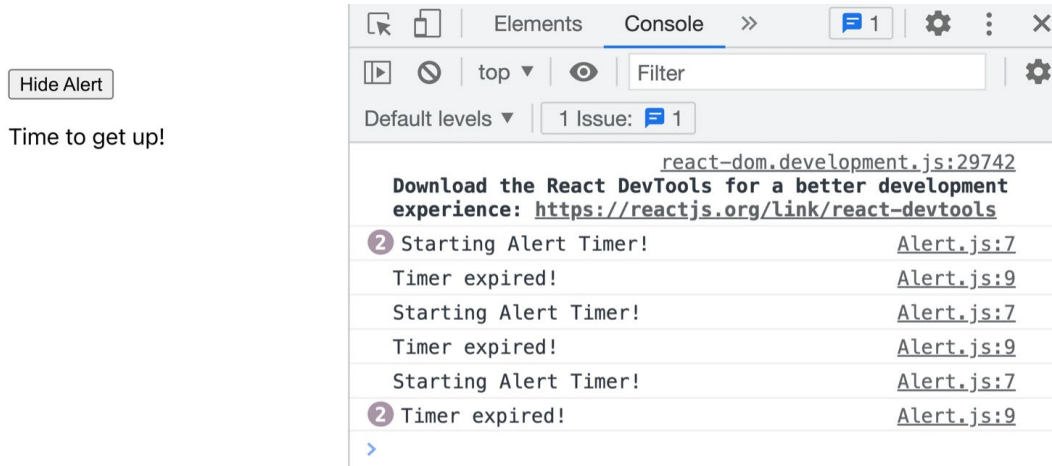 Hide Alert
Time to get up!
Elements Console 1
top Filter
Default levels 1 Issue: 1
react-dom.development.js:29742
Download the React DevTools for a better development
experience: https://reactjs.org/link/react-devtools
2 Starting Alert Timer! Alert.js:7
Timer expired! Alert.js:9
Starting Alert Timer! Alert.js:7
Timer expired! Alert.js:9
Starting Alert Timer! Alert.js:7
2 Timer expired! Alert.js:9